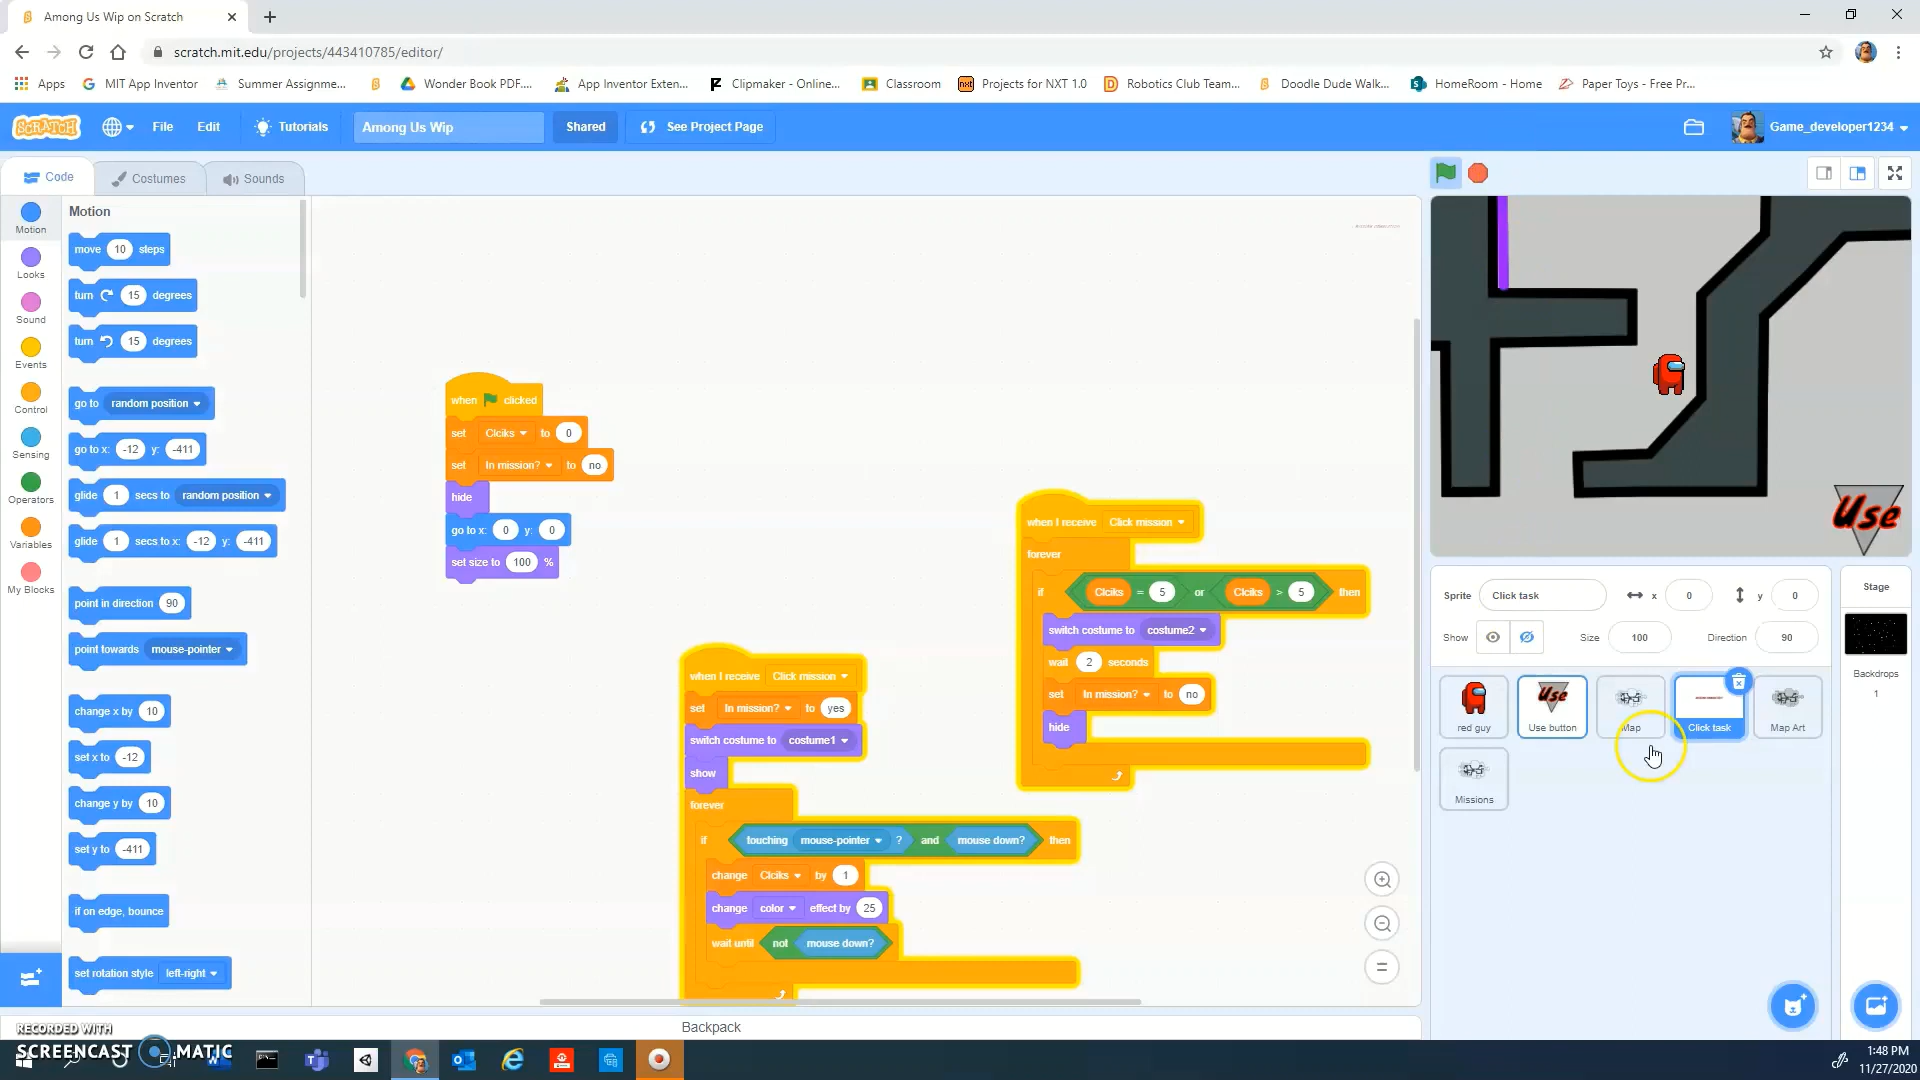 Among Us Wip on Scratch
scratch.mit.edu/projects/443410785/editor/
Apps MIT App Inventor Summer Assignme... Wonder Book PDF.... App Inventor Exten... Clipmaker - Online... Classroom Projects for NXT 1.0 Robotics Club Team... Doodle Dude Walk... HomeRoom - Home Paper Toys - Free Pr...
SCRATCH File Edit Tutorials Among Us Wip Shared See Project Page Game_developer1234
Code Costumes Sounds
Motion
Looks
Sound
Events
Control
Sensing
Operators
Variables
My Blocks
Motion
move 10 steps
turn 15 degrees
turn 15 degrees
go to random position
go to x: -12 y: -411
glide 1 secs to random position
glide 1 secs to x: -12 y: -411
point in direction 90
point towards mouse-pointer
change x by 10
set x to -12
change y by 10
set y to -411
if on edge, bounce
set rotation style left-right
when clicked
set Clciks to 0
set In mission? to no
hide
go to x: 0 y: 0
set size to 100 %
when I receive Click mission
set In mission? to yes
switch costume to costume1
show
forever
if touching mouse-pointer ? and mouse down? then
change Clciks by 1
change color effect by 25
wait until not mouse down?
when I receive Click mission
forever
if Clciks = 5 or Clciks > 5 then
switch costume to costume2
wait 2 seconds
set In mission? to no
hide
Use
Sprite Click task x 0 y 0
Show Size 100 Direction 90
Stage
Backdrops
1
Use
red guy Use button Map Click task Map Art
Missions
Backpack
RECORDED WITH
SCREENCAST MATIC
1:48 PM
11/27/2020